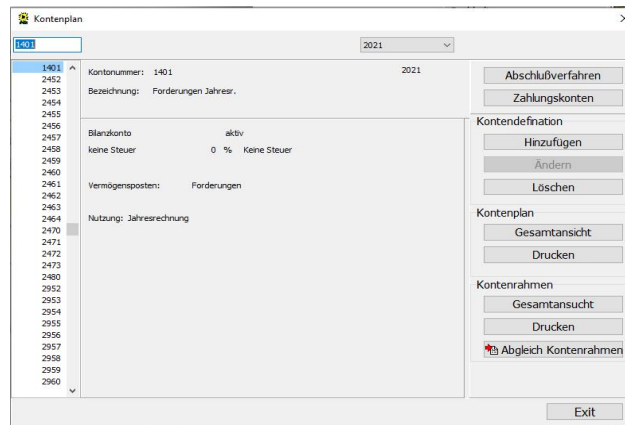 Kontenplan
1401
2021
1401
2452
2453
2454
2455
2456
2457
2458
2459
2460
2461
2462
2463
2464
2470
2471
2472
2473
2480
2952
2953
2954
2955
2956
2957
2958
2959
2960
Kontonummer: 1401 2021
Bezeichnung: Forderungen Jahresr.
Bilanzkonto aktiv
keine Steuer 0 % Keine Steuer
Vermögensposten: Forderungen
Nutzung: Jahresrechnung
Abschlußverfahren
Zahlungskonten
Kontendefination
Hinzufügen
Ändern
Löschen
Kontenplan
Gesamtansicht
Drucken
Kontenrahmen
Gesamtansucht
Drucken
Abgleich Kontenrahmen
Exit